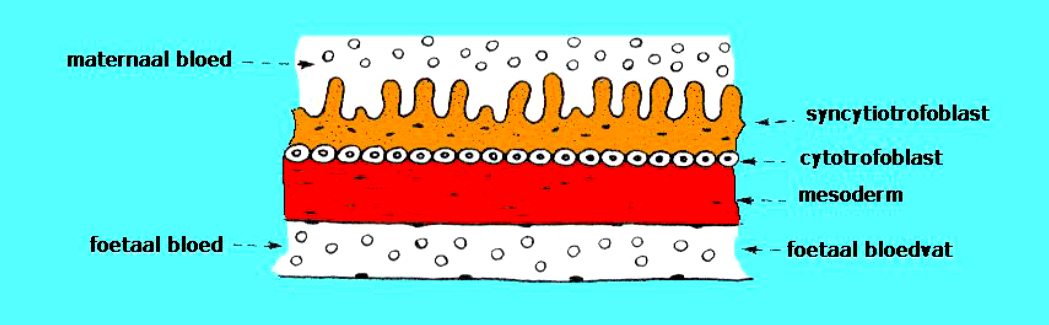 maternaal bloed
syncytiotrofoblast
cytotrofoblast
mesoderm
foetaal bloed
foetaal bloedvat